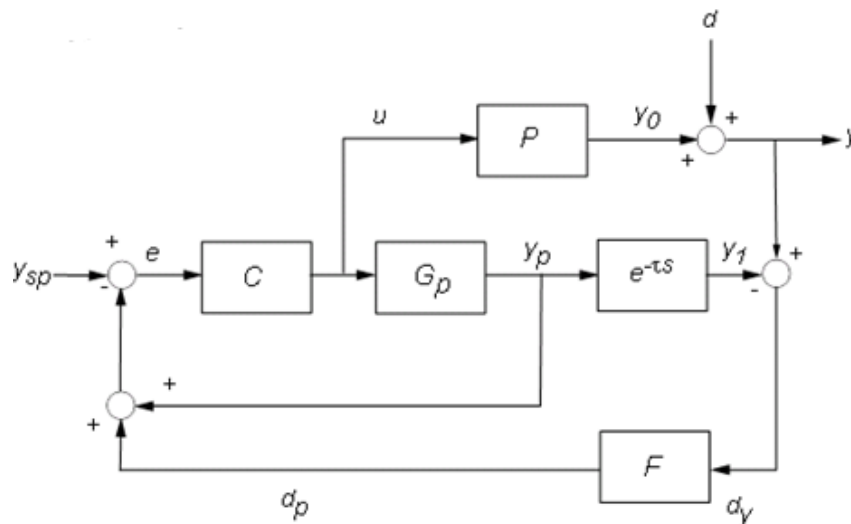 d
u
P
y0
+
+
y
ysp
+
-
e
C
Gp
yp
e-τs
y1
+
-
+
+
F
dp
dy